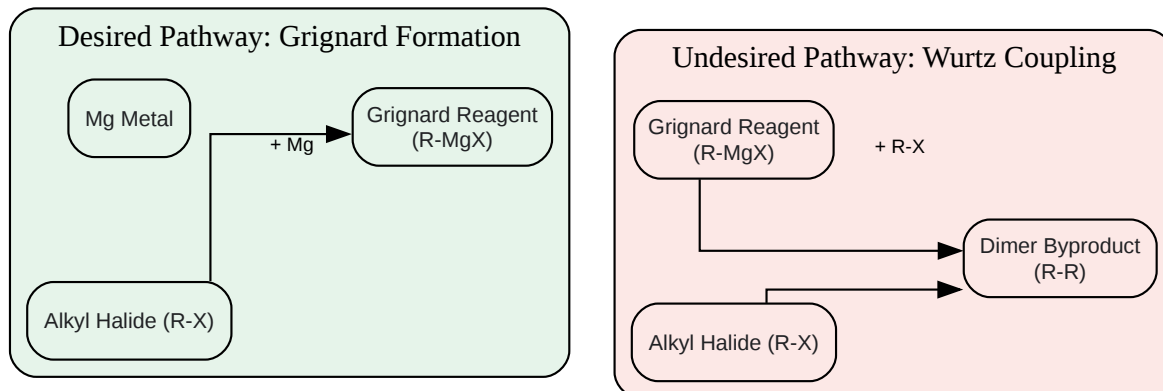 Desired Pathway: Grignard Formation
Mg Metal
Grignard Reagent
(R-MgX)
+ Mg
Alkyl Halide (R-X)
Undesired Pathway: Wurtz Coupling
Grignard Reagent
(R-MgX)
+ R-X
Dimer Byproduct
(R-R)
Alkyl Halide (R-X)